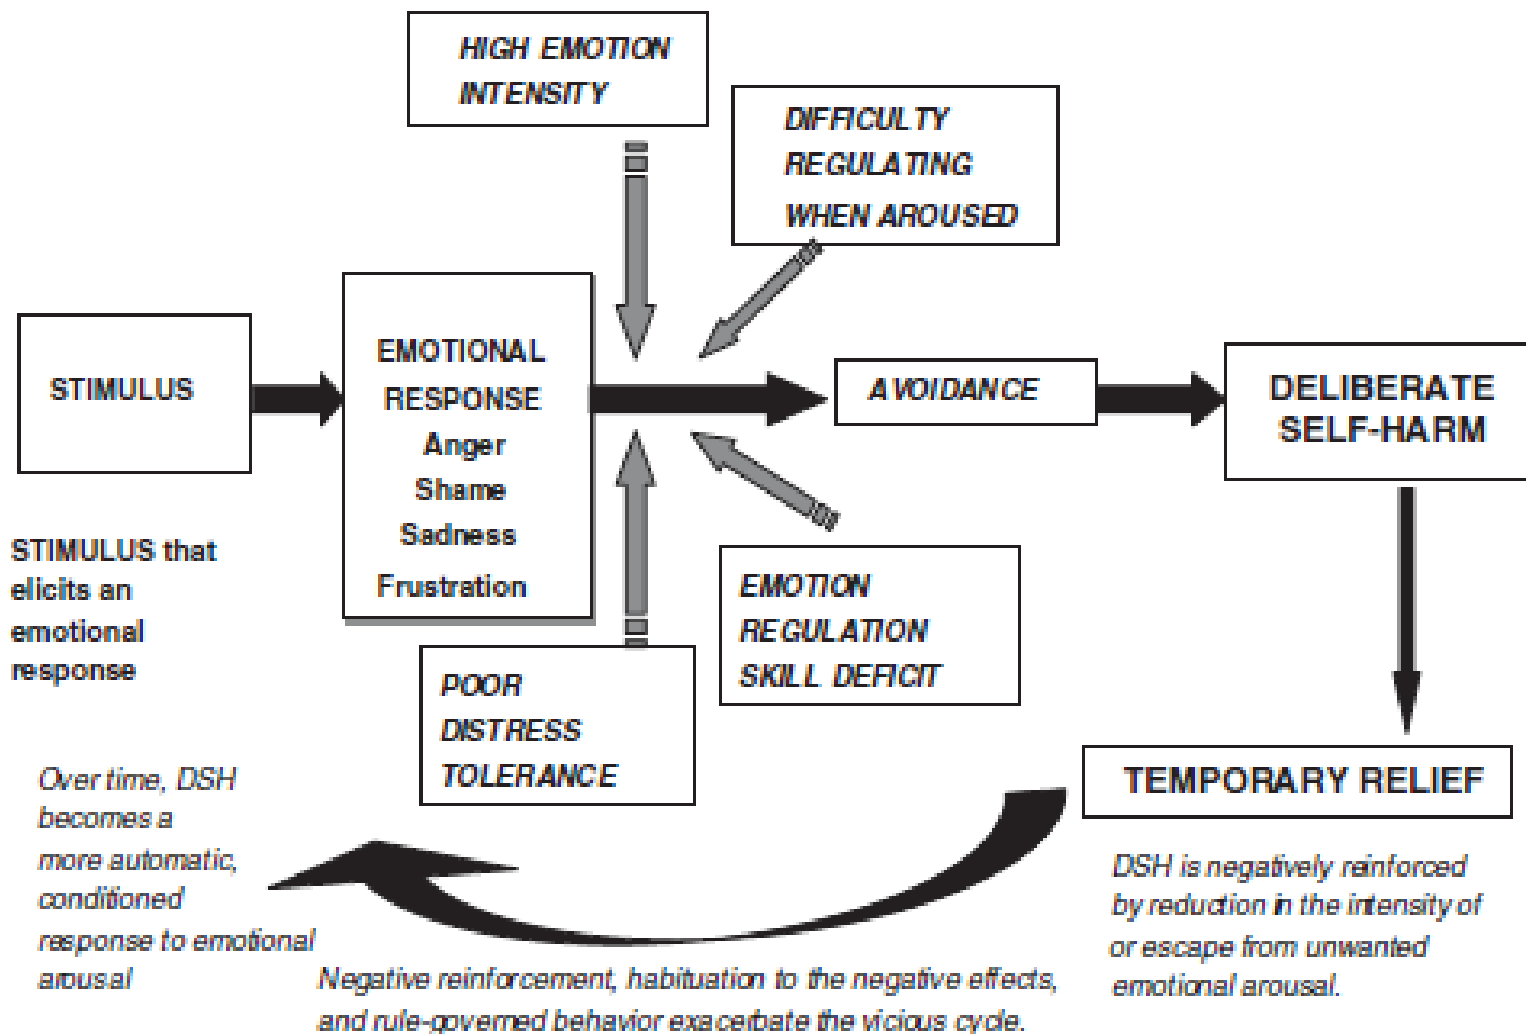 HIGH EMOTION
INTENSITY
DIFFICULTY
REGULATING
WHEN AROUSED
STIMULUS
EMOTIONAL
RESPONSE
Anger
Shame
Sadness
Frustration
AVOIDANCE
DELIBERATE
SELF-HARM
STIMULUS that
elicits an
emotional
response
EMOTION
REGULATION
SKILL DEFICIT
POOR
DISTRESS
TOLERANCE
TEMPORARY RELIEF
Over time, DSH
becomes a
more automatic,
conditioned
response to emotional
arousal
DSH is negatively reinforced
by reduction in the intensity of
or escape from unwanted
emotional arousal.
Negative reinforcement, habituation to the negative effects,
and rule-governed behavior exacerbate the vicious cycle.